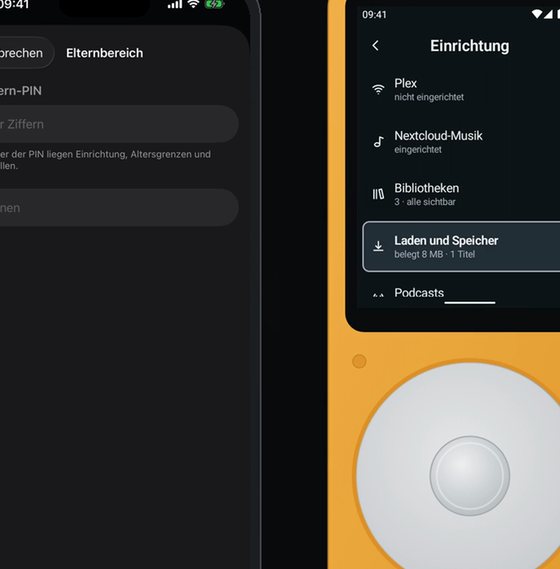 09:41
brechen
Elternbereich
ern-PIN
r Ziffern
er der PIN liegen Einrichtung, Altersgrenzen und
llen.
nen
09:41
Einrichtung
Plex
nicht eingerichtet
Nextcloud-Musik
eingerichtet
Bibliotheken
3 · alle sichtbar
Laden und Speicher
belegt 8 MB · 1 Titel
Podcasts